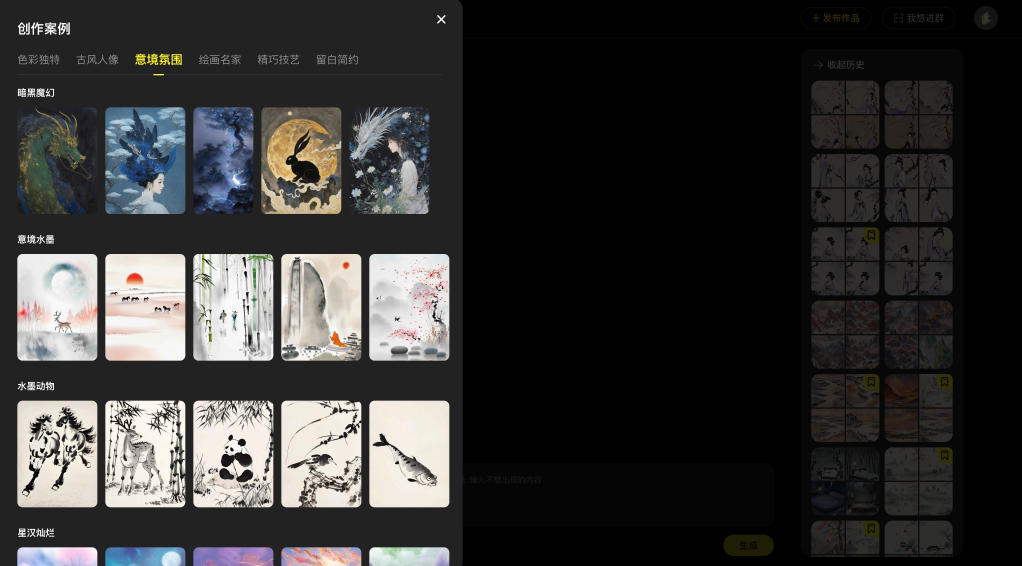 创作案例
色彩独特 古风人像 意境氛围 绘画名家 精巧技艺 留白简约
暗黑魔幻
意境水墨
水墨动物
星汉灿烂
发布作品
我想进群
收起历史
输入不想出现的内容
生成